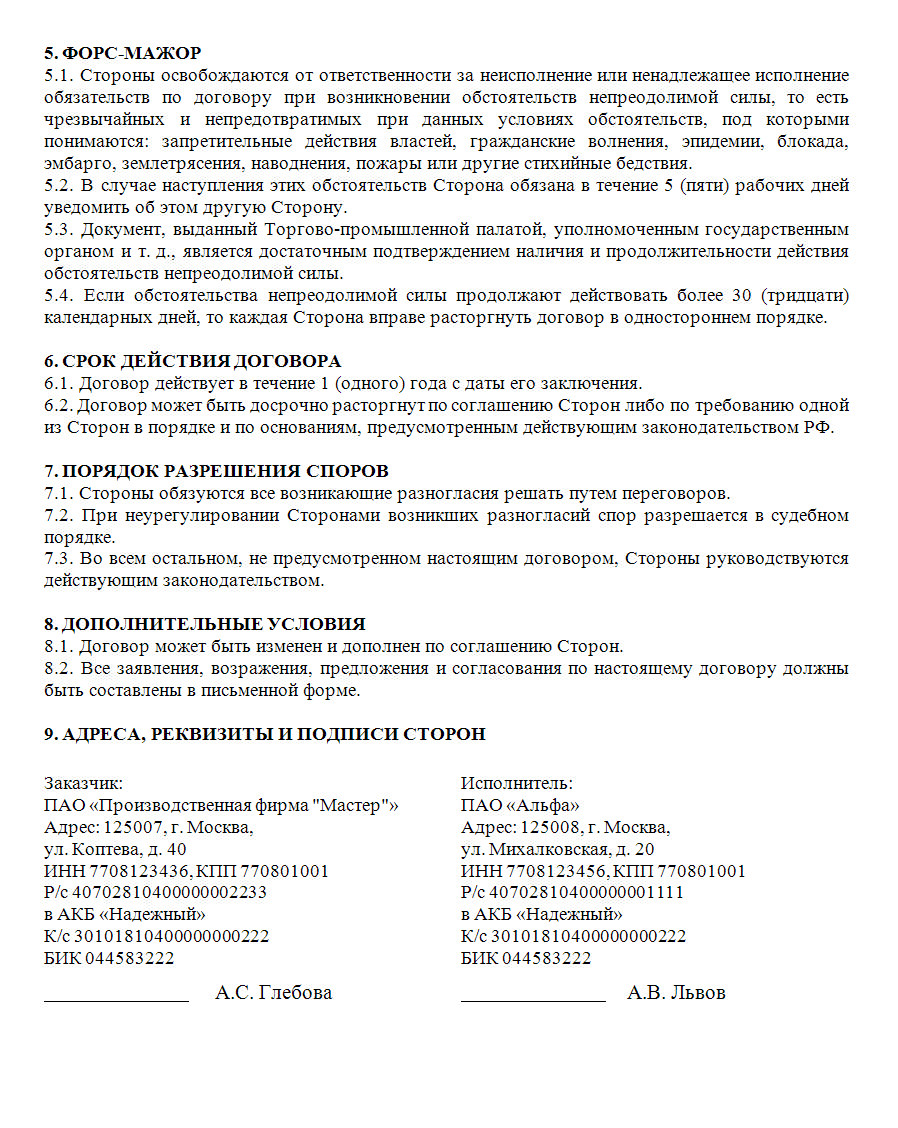 5. ФОРС-МАЖОР
5.1. Стороны освобождаются от ответственности за неисполнение или ненадлежащее исполнение
обязательств по договору при возникновении обстоятельств непреодолимой силы, то есть
чрезвычайных и непредотвратимых при данных условиях обстоятельств, под которыми
понимаются: запретительные действия властей, гражданские волнения, эпидемии, блокада,
эмбарго, землетрясения, наводнения, пожары или другие стихийные бедствия.
5.2. В случае наступления этих обстоятельств Сторона обязана в течение 5 (пяти) рабочих дней
уведомить об этом другую Сторону.
5.3. Документ, выданный Торгово-промышленной палатой, уполномоченным государственным
органом и т. д., является достаточным подтверждением наличия и продолжительности действия
обстоятельств непреодолимой силы.
5.4. Если обстоятельства непреодолимой силы продолжают действовать более 30 (тридцати)
календарных дней, то каждая Сторона вправе расторгнуть договор в одностороннем порядке.
6. СРОК ДЕЙСТВИЯ ДОГОВОРА
6.1. Договор действует в течение 1 (одного) года с даты его заключения.
6.2. Договор может быть досрочно расторгнут по соглашению Сторон либо по требованию одной
из Сторон в порядке и по основаниям, предусмотренным действующим законодательством РФ.
7. ПОРЯДОК РАЗРЕШЕНИЯ СПОРОВ
7.1. Стороны обязуются все возникающие разногласия решать путем переговоров.
7.2. При неурегулировании Сторонами возникших разногласий спор разрешается в судебном
порядке.
7.3. Во всем остальном, не предусмотренном настоящим договором, Стороны руководствуются
действующим законодательством.
8. ДОПОЛНИТЕЛЬНЫЕ УСЛОВИЯ
8.1. Договор может быть изменен и дополнен по соглашению Сторон.
8.2. Все заявления, возражения, предложения и согласования по настоящему договору должны
быть составлены в письменной форме.
9. АДРЕСА, РЕКВИЗИТЫ И ПОДПИСИ СТОРОН
Заказчик:
ПАО «Производственная фирма "Мастер"»
Адрес: 125007, г. Москва,
ул. Коптева, д. 40
ИНН 7708123436, КПП 770801001
Р/с 40702810400000002233
в АКБ «Надежный»
К/с 30101810400000000222
БИК 044583222
А.С. Глебова
Исполнитель:
ПАО «Альфа»
Адрес: 125008, г. Москва,
ул. Михалковская, д. 20
ИНН 7708123456, КПП 770801001
Р/с 40702810400000001111
в АКБ «Надежный»
К/с 30101810400000000222
БИК 044583222
А.В. Львов